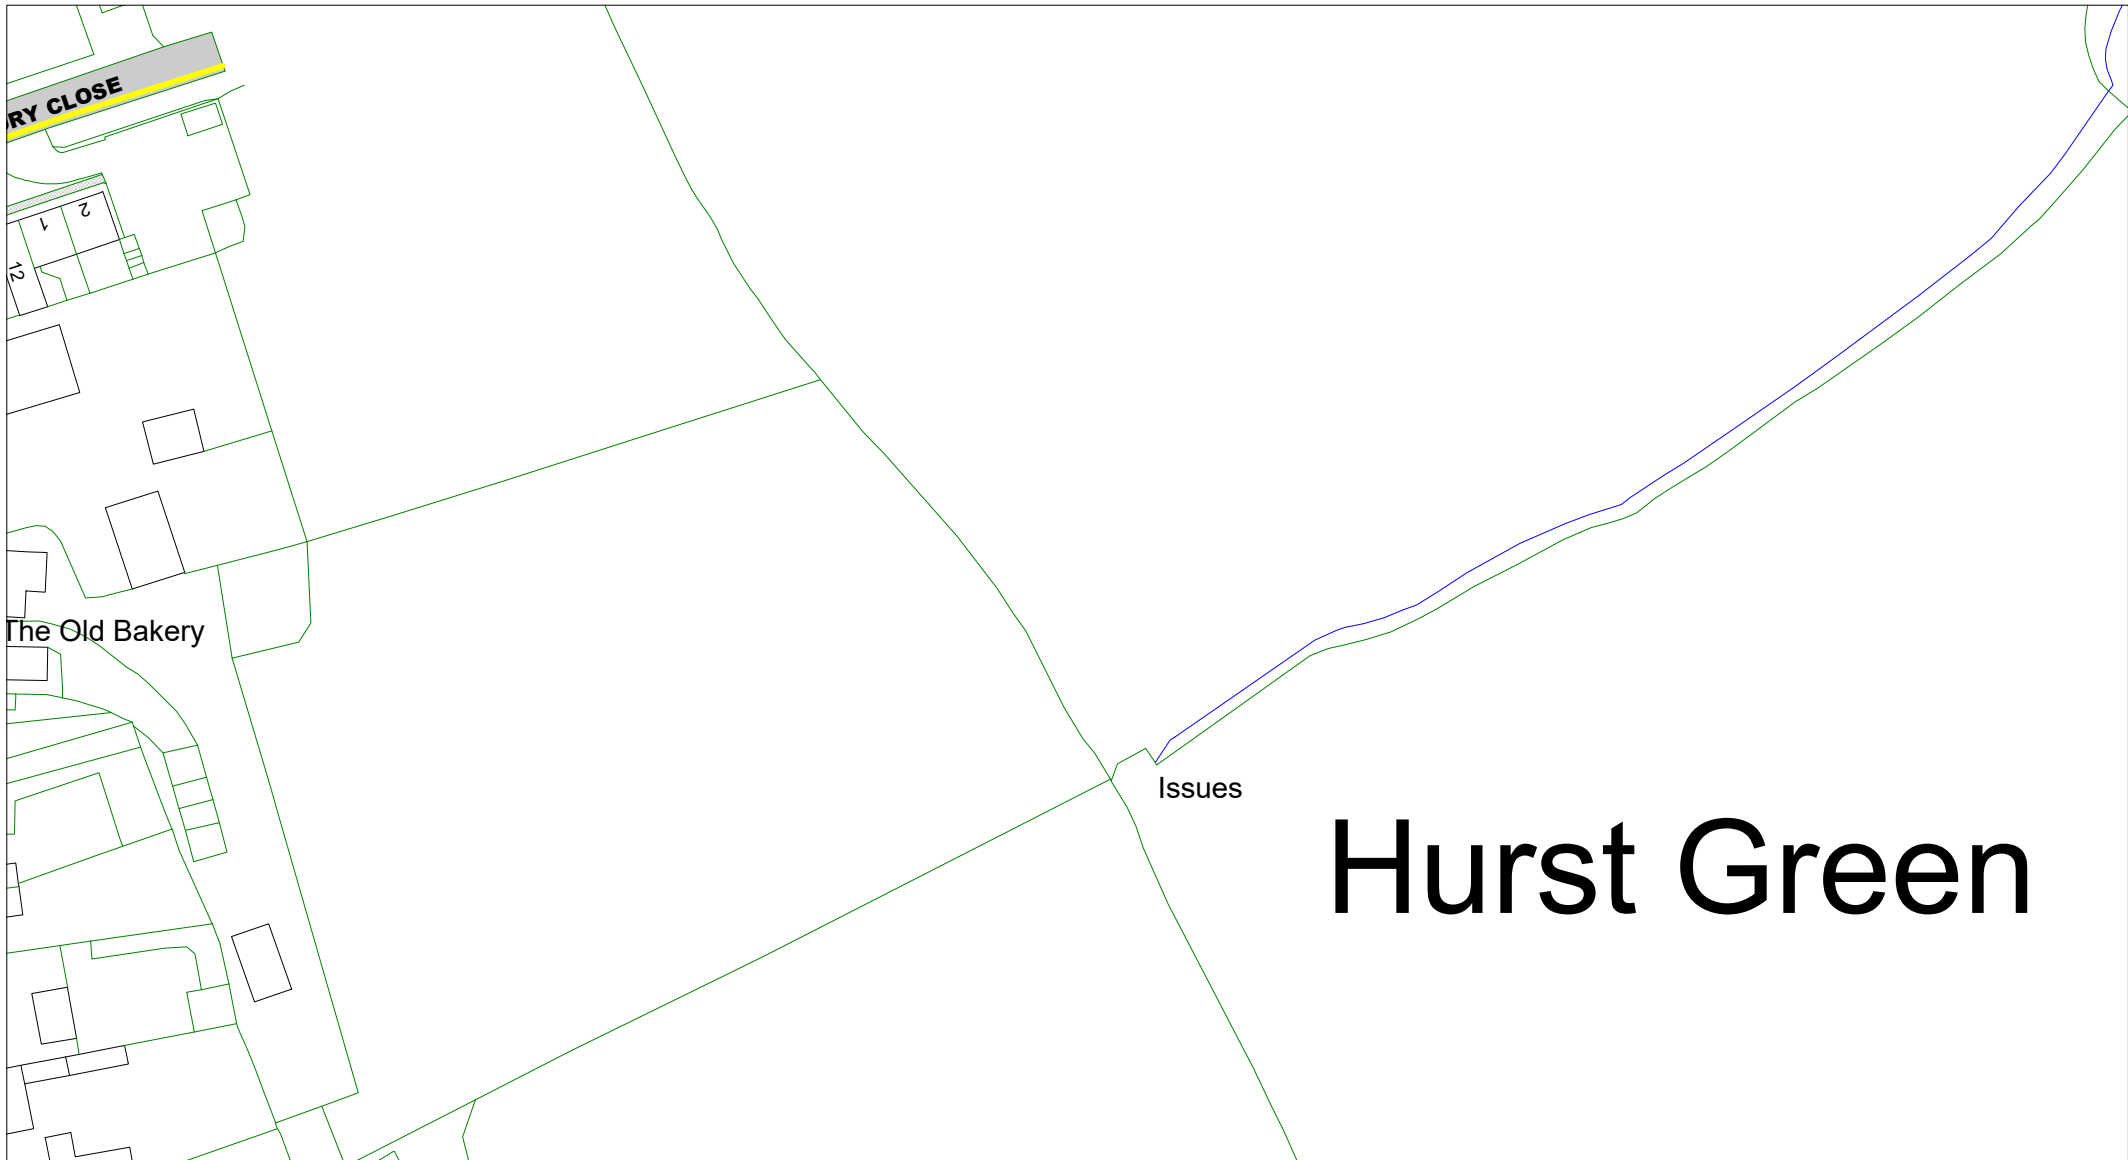 RY CLOSE
1
2
12
The Old Bakery
Issues
Hurst Green